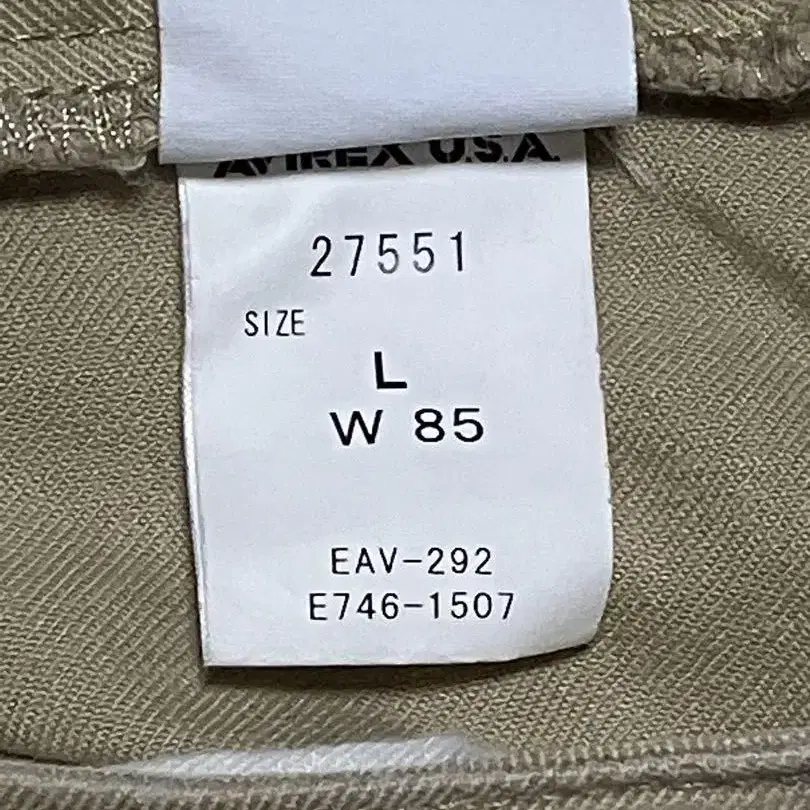 AVIREX U.S.A.
27551
SIZE
L
W 85
EAV-292
E746-1507